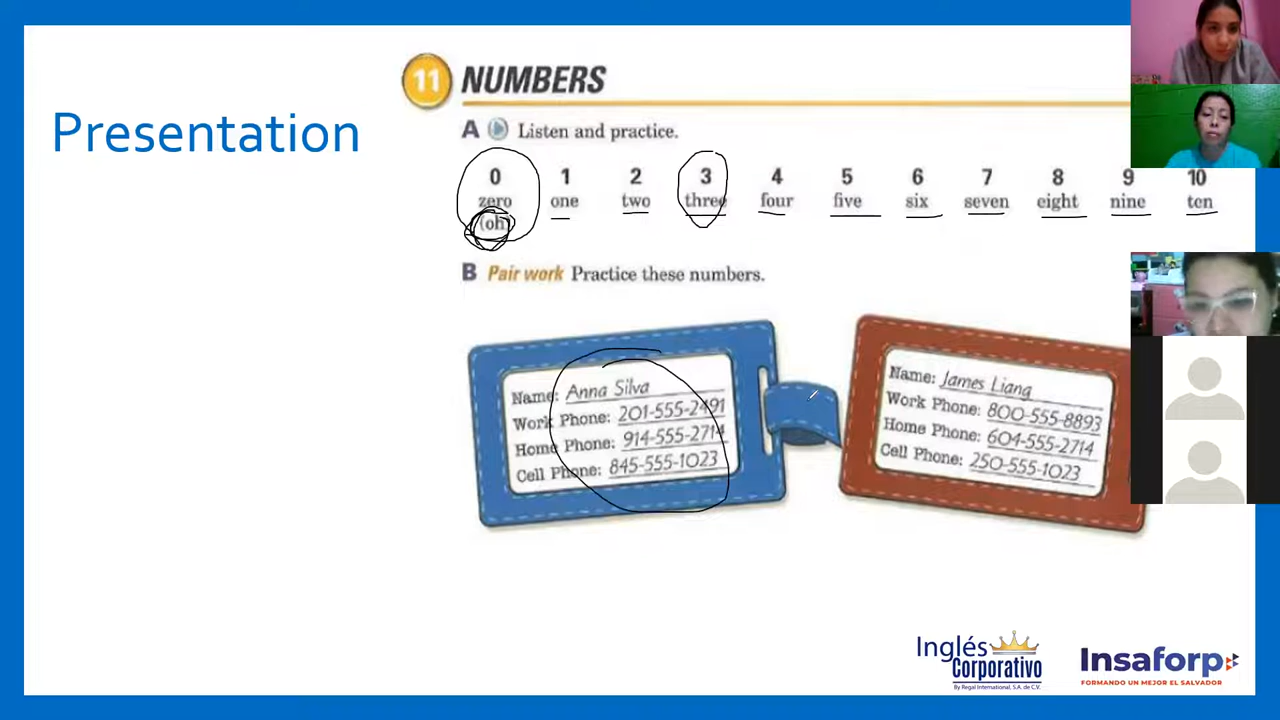 Presentation
11 NUMBERS
A Listen and practice.
0 1 2 3 4 5 6 7 8 9 10
zero one two three four five six seven eight nine ten
(oh)
B Pair work Practice these numbers.
Name: Anna Silva
Work Phone: 201-555-2491
Home Phone: 914-555-2714
Cell Phone: 845-555-1023
Name: James Liang
Work Phone: 800-555-8893
Home Phone: 604-555-2714
Cell Phone: 250-555-1023
Inglés
Corporativo
By Regal International, S.A. de C.V.
Insaforp
FORMANDO UN MEJOR EL SALVADOR